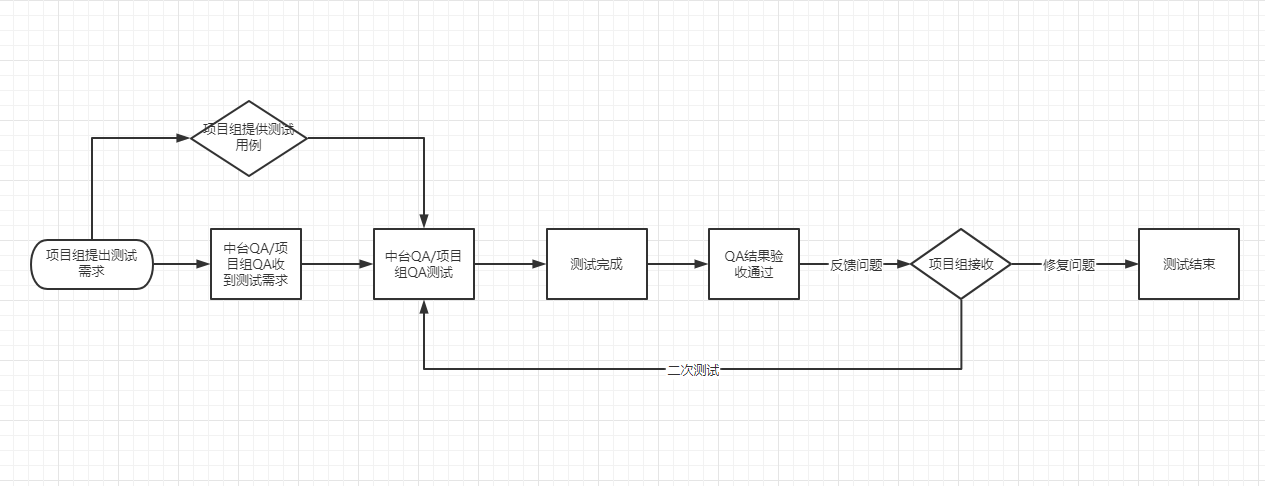 项目组提供测试
用例
项目组提出测试
需求
中台QA/项
目组QA收
到测试需求
中台QA/项目
组QA测试
测试完成
QA结果验
收通过
反馈问题
项目组接收
修复问题
测试结束
二次测试